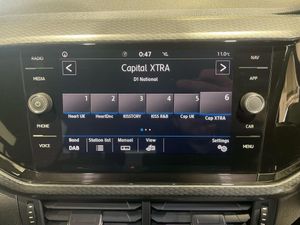 RADIO
0:47
11.0°C
NAV
Capital XTRA
MEDIA
D1 National
APP
1 2 3 4 5 6
Heart UK HeartDnc KISSTORY KISS R&B Cap UK Cap XTRA
PHONE
CAR
Band Station list Manual View Settings
VOICE
DAB
MENU